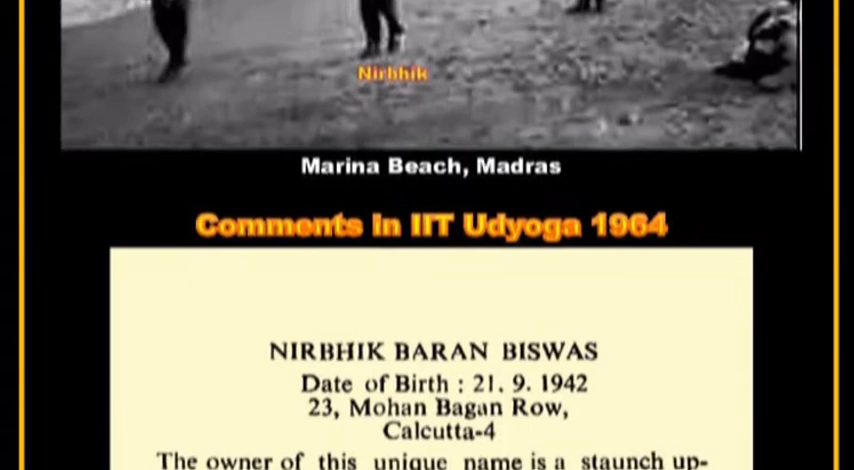 Nirbhik
Marina Beach, Madras
Comments in IIT Udyoga 1964
NIRBHIK BARAN BISWAS
Date of Birth : 21. 9. 1942
23, Mohan Bagan Row,
Calcutta-4
The owner of this unique name is a staunch up-